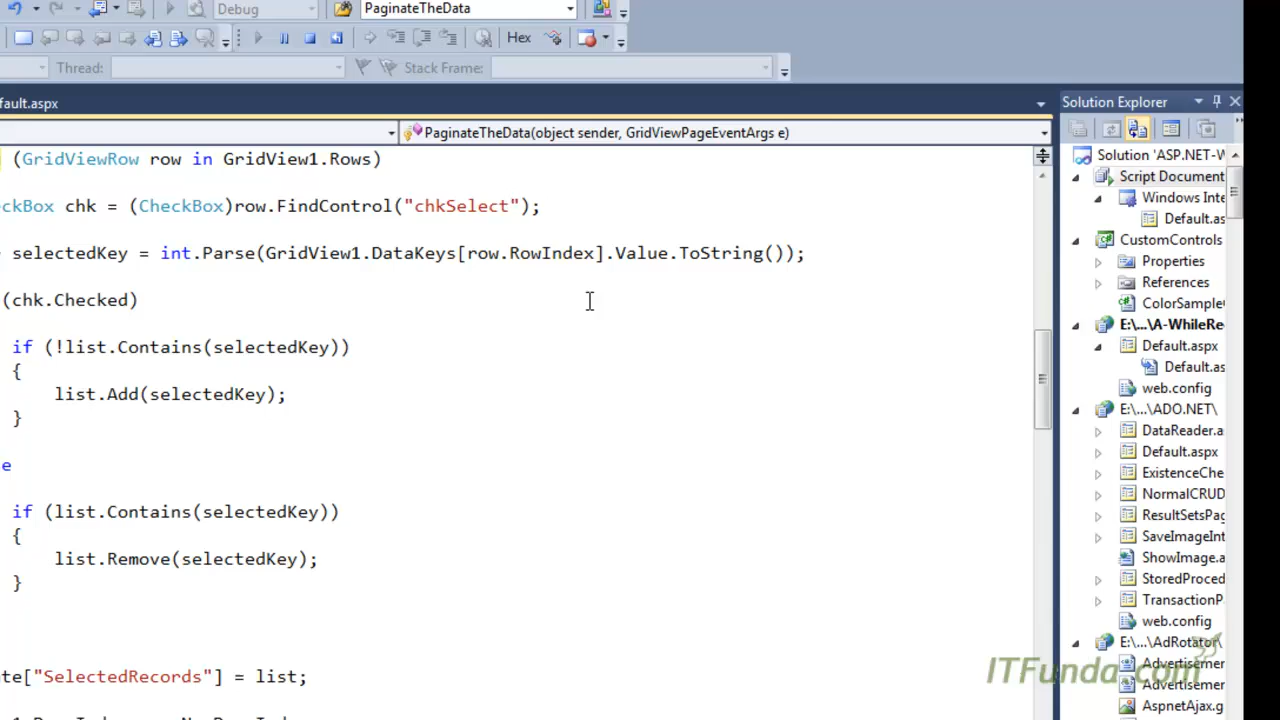 Debug
PaginateTheData
Hex
Thread:
Stack Frame:
fault.aspx
Solution Explorer
PaginateTheData(object sender, GridViewPageEventArgs e)
(GridViewRow row in GridView1.Rows)
ckBox chk = (CheckBox)row.FindControl("chkSelect");
selectedKey = int.Parse(GridView1.DataKeys[row.RowIndex].Value.ToString());
(chk.Checked)
if (!list.Contains(selectedKey))
{
list.Add(selectedKey);
}
e
if (list.Contains(selectedKey))
{
list.Remove(selectedKey);
}
te["SelectedRecords"] = list;
Solution 'ASP.NET-W
Script Document
Windows Inte
Default.as
CustomControls
Properties
References
ColorSample
E:\...\A-WhileRe
Default.aspx
Default.as
web.config
E:\...\ADO.NET\
DataReader.a
Default.aspx
ExistenceChe
NormalCRUD
ResultSetsPag
SaveImageInt
ShowImage.a
StoredProced
TransactionP
web.config
E:\...\AdRotator\
Advertisemer
Advertisemer
AspnetAjax.g
ITFunda.com